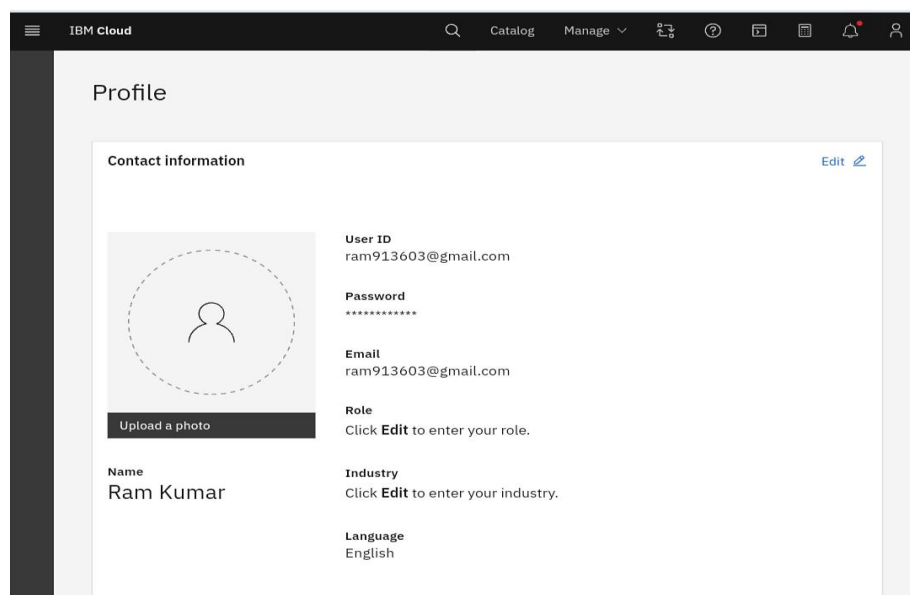 IBM Cloud
Catalog
Manage
Profile
Contact information
Edit
User ID
ram913603@gmail.com
Password
************
Email
ram913603@gmail.com
Role
Click Edit to enter your role.
Upload a photo
Name
Ram Kumar
Industry
Click Edit to enter your industry.
Language
English